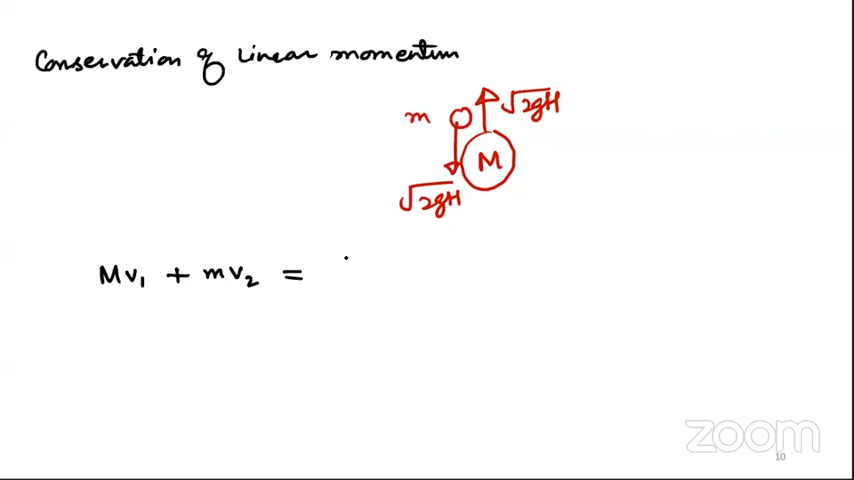 Conservation of linear momentum
m √2gH
M
√2gH
Mv₁ + mv₂ =
zoom
10